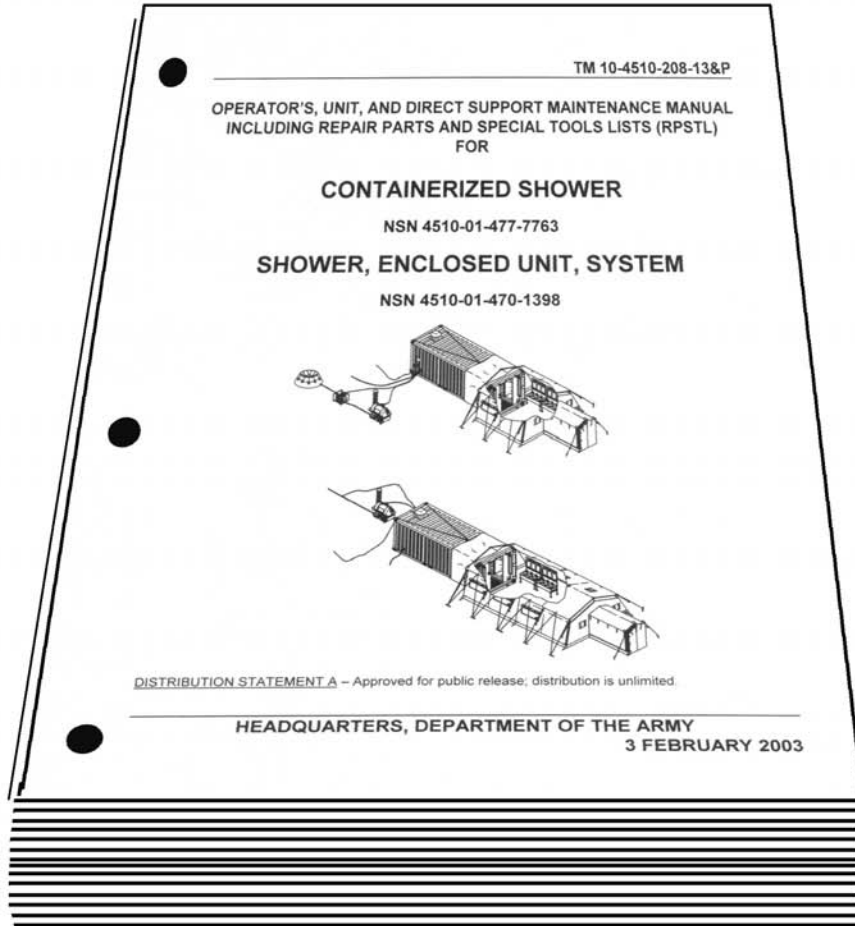 TM 10-4510-208-13&P
OPERATOR'S, UNIT, AND DIRECT SUPPORT MAINTENANCE MANUAL
INCLUDING REPAIR PARTS AND SPECIAL TOOLS LISTS (RPSTL)
FOR
CONTAINERIZED SHOWER
NSN 4510-01-477-7763
SHOWER, ENCLOSED UNIT, SYSTEM
NSN 4510-01-470-1398
DISTRIBUTION STATEMENT A – Approved for public release; distribution is unlimited.
HEADQUARTERS, DEPARTMENT OF THE ARMY
3 FEBRUARY 2003